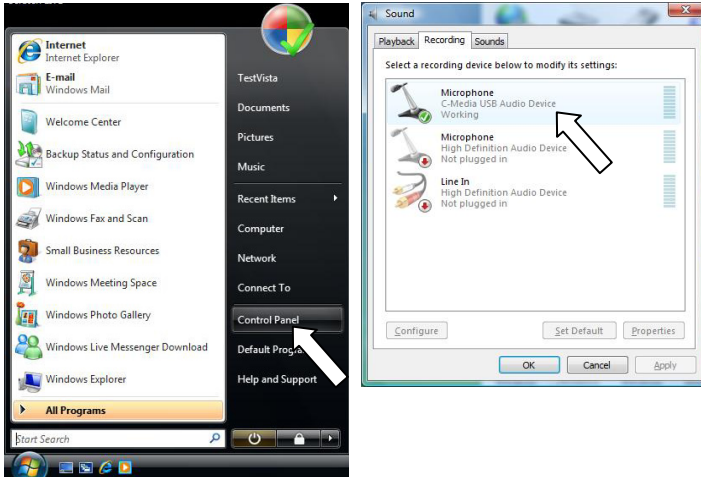 Internet
Internet Explorer
E-mail
Windows Mail
Welcome Center
Backup Status and Configuration
Windows Media Player
Windows Fax and Scan
Small Business Resources
Windows Meeting Space
Windows Photo Gallery
Windows Live Messenger Download
Windows Explorer
All Programs
Start Search
TestVista
Documents
Pictures
Music
Recent Items
Computer
Network
Connect To
Control Panel
Default
Help and Support
Sound
Playback Recording Sounds
Select a recording device below to modify its settings:
Microphone
C-Media USB Audio Device
Working
Microphone
High Definition Audio Device
Not plugged in
Line In
High Definition Audio Device
Not plugged in
Configure Set Default Properties
OK Cancel Apply